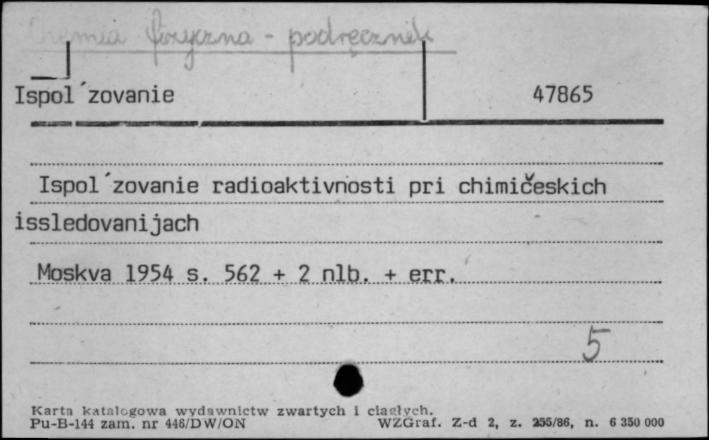 Chemia fizyczna - podręcznik
Ispol´zovanie 47865
Ispol´zovanie radioaktivnosti pri chimičeskich
issledovanijach
Moskva 1954 s. 562 + 2 nlb. + err.
5
Karta katalogowa wydawnictw zwartych i ciągłych.
Pu-B-144 zam. nr 446/DW/ON WZGraf. Z-d 2, z. 255/86, n. 6 350 000